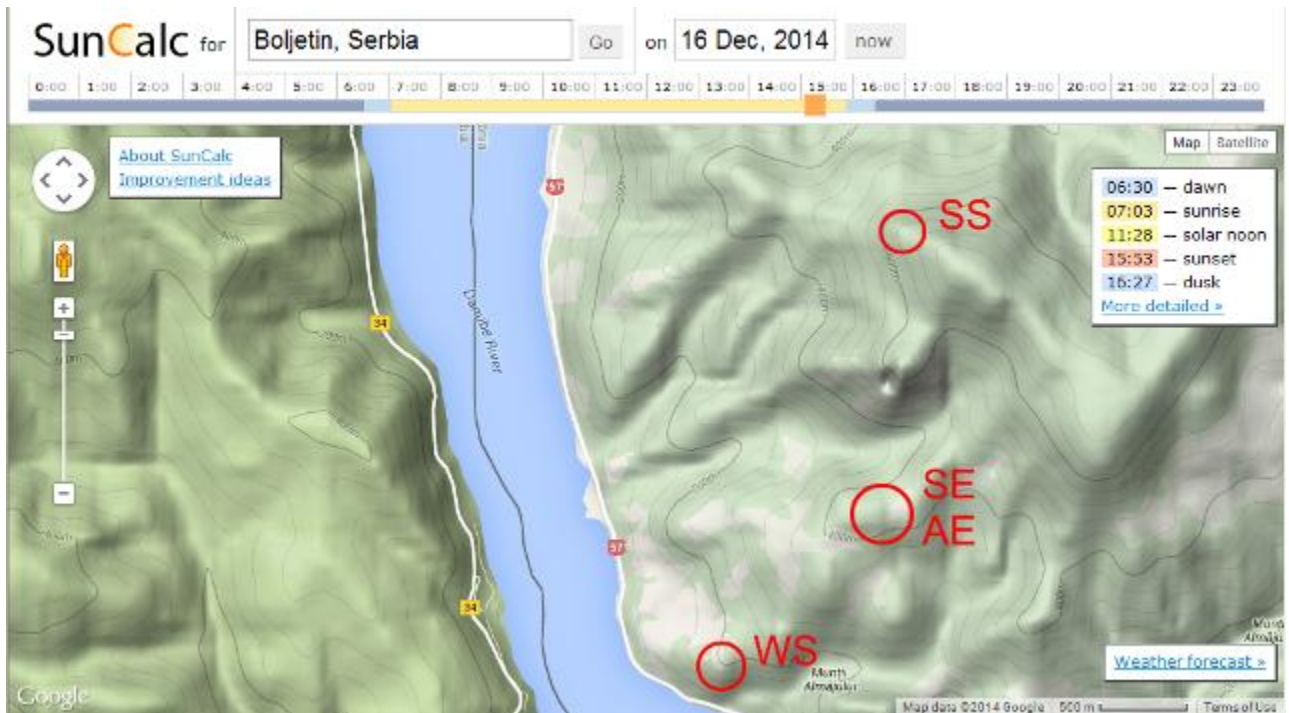 SunCalc for Boljetin, Serbia Go on 16 Dec, 2014 now
0:00 1:00 2:00 3:00 4:00 5:00 6:00 7:00 8:00 9:00 10:00 11:00 12:00 13:00 14:00 15:00 16:00 17:00 18:00 19:00 20:00 21:00 22:00 23:00
About SunCalc
Improvement ideas
Map Satellite
06:30 – dawn
07:03 – sunrise
11:28 – solar noon
15:53 – sunset
16:27 – dusk
More detailed »
57
SS
34
Danube River
SE
AE
57
34
WS
Munții
Almăjului
Weather forecast »
Google
Map data ©2014 Google 500 m Terms of Use